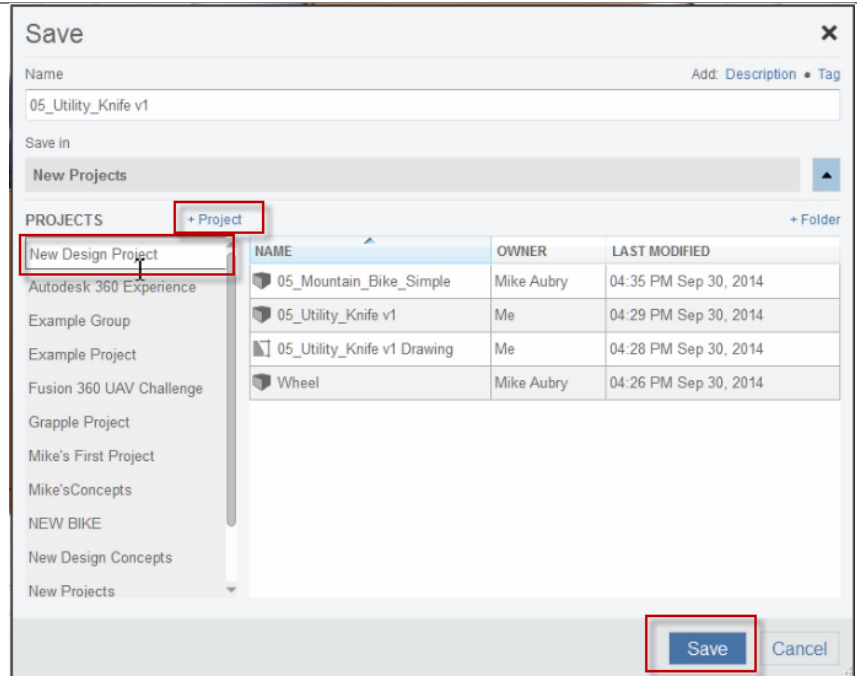 Save
Name
Add: Description • Tag
05_Utility_Knife v1
Save in
New Projects
PROJECTS + Project + Folder
New Design Project
Autodesk 360 Experience
Example Group
Example Project
Fusion 360 UAV Challenge
Grapple Project
Mike's First Project
Mike'sConcepts
NEW BIKE
New Design Concepts
New Projects
NAME OWNER LAST MODIFIED
05_Mountain_Bike_Simple Mike Aubry 04:35 PM Sep 30, 2014
05_Utility_Knife v1 Me 04:29 PM Sep 30, 2014
05_Utility_Knife v1 Drawing Me 04:28 PM Sep 30, 2014
Wheel Mike Aubry 04:26 PM Sep 30, 2014
Save Cancel